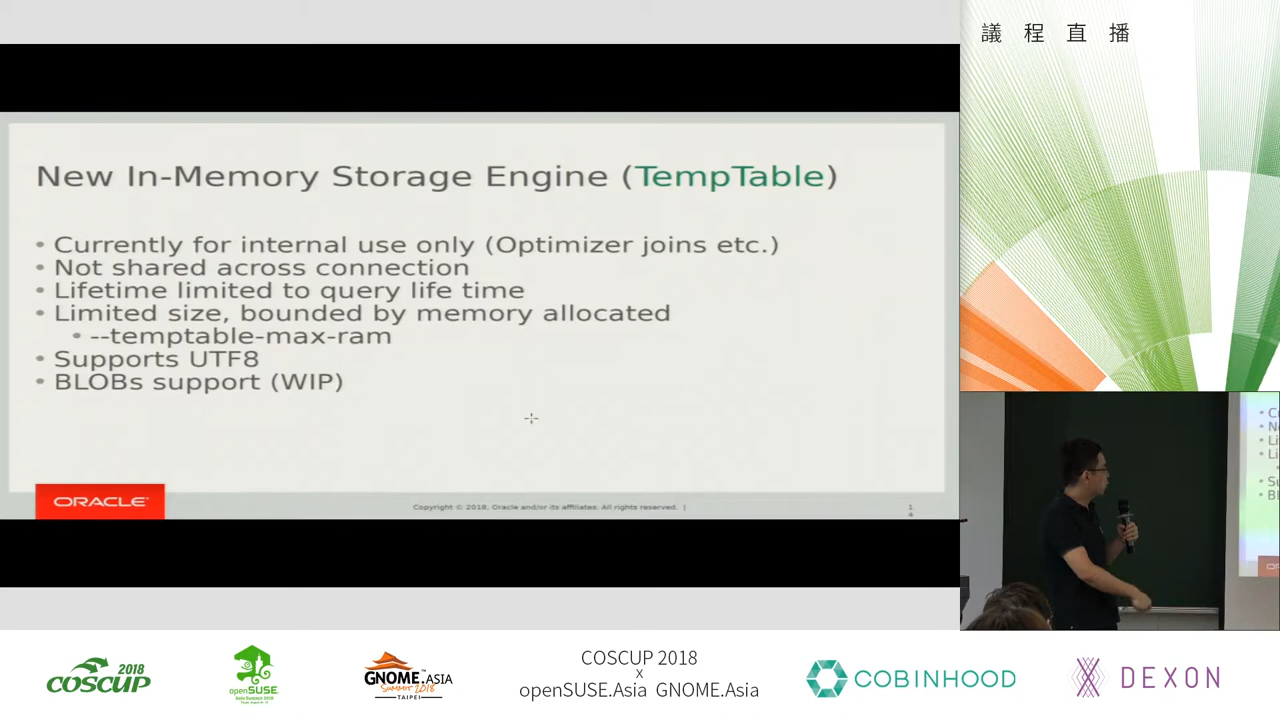 議程直播
New In-Memory Storage Engine (TempTable)
• Currently for internal use only (Optimizer joins etc.)
• Not shared across connection
• Lifetime limited to query life time
• Limited size, bounded by memory allocated
• --temptable-max-ram
• Supports UTF8
• BLOBs support (WIP)
ORACLE
Copyright © 2018, Oracle and/or its affiliates. All rights reserved. |
2018
COSCUP
openSUSE
GNOME.ASIA
SUMMIT 2018
TAIPEI
COSCUP 2018
x
openSUSE.Asia GNOME.Asia
COBINHOOD
DEXON